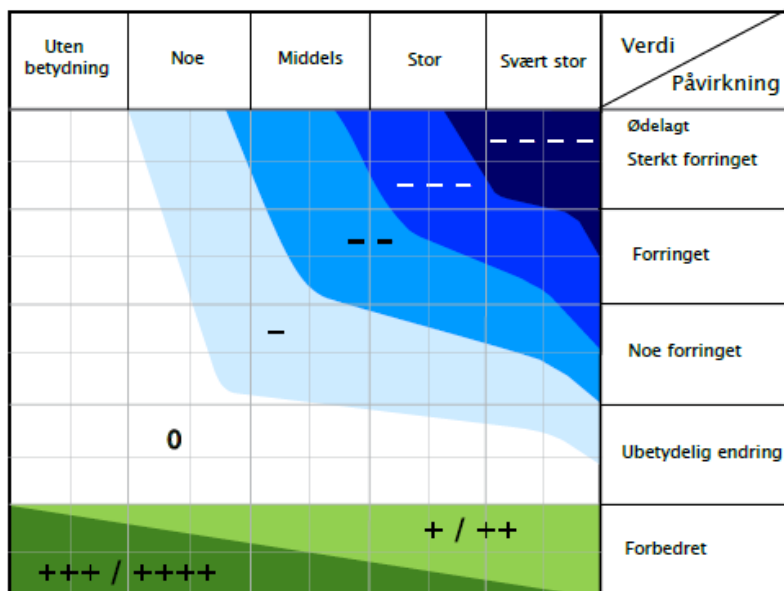 Uten
betydning
Noe
Middels
Stor
Svært stor
Verdi
Påvirkning
Ødelagt
Sterkt forringet
– – – –
– – –
Forringet
– –
Noe forringet
–
Ubetydelig endring
0
Forbedret
+ / ++
+++ / ++++